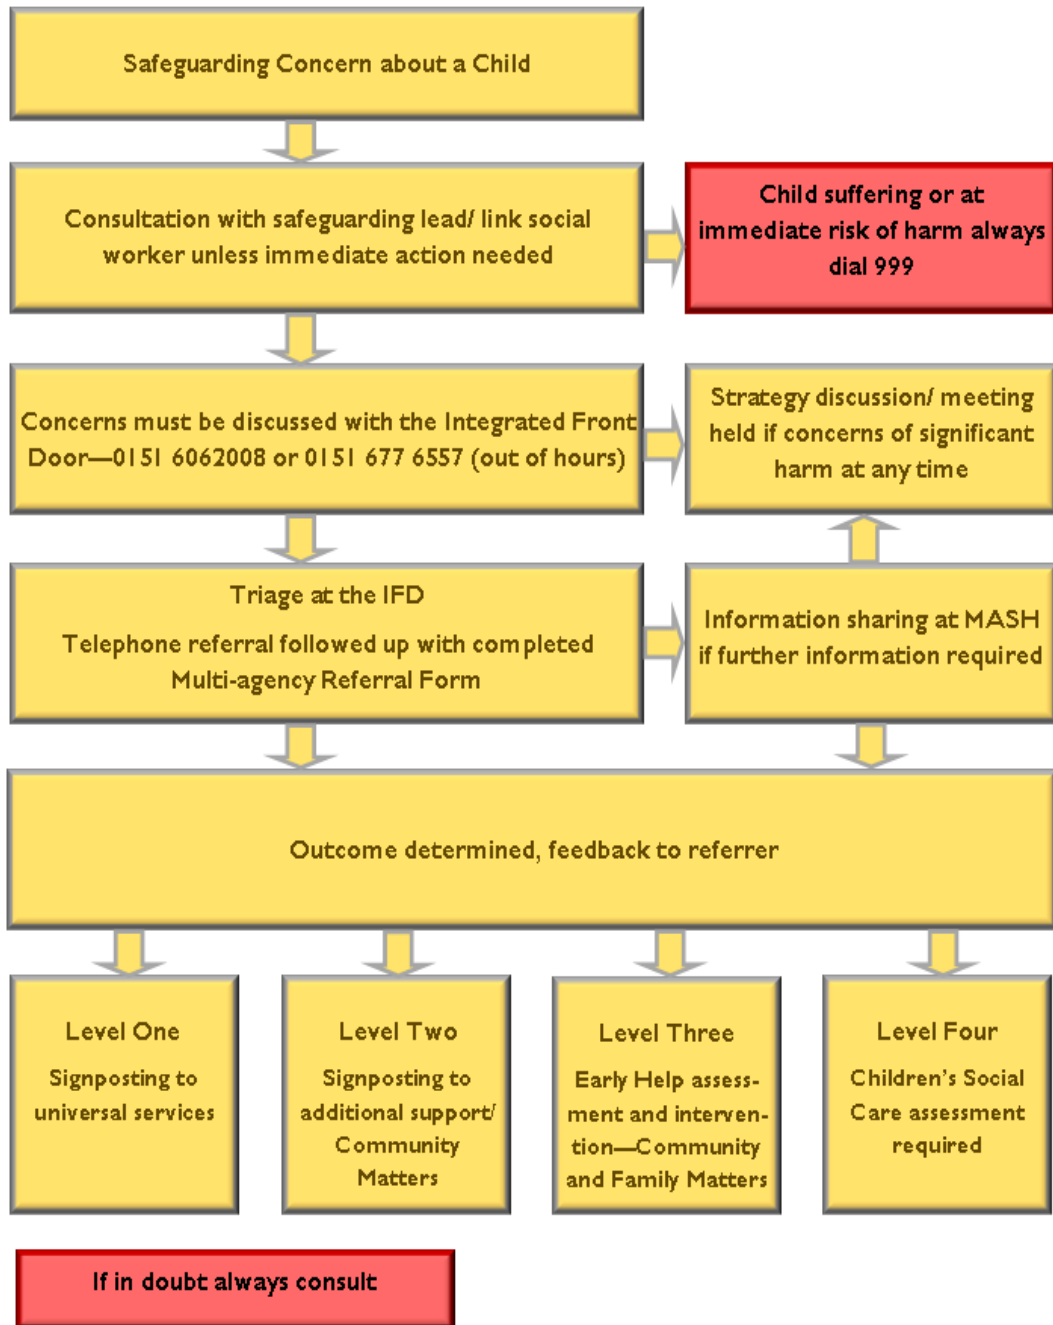 Safeguarding Concern about a Child
Consultation with safeguarding lead/ link social
worker unless immediate action needed
Child suffering or at
immediate risk of harm always
dial 999
Concerns must be discussed with the Integrated Front
Door—0151 6062008 or 0151 677 6557 (out of hours)
Strategy discussion/ meeting
held if concerns of significant
harm at any time
Triage at the IFD
Telephone referral followed up with completed
Multi-agency Referral Form
Information sharing at MASH
if further information required
Outcome determined, feedback to referrer
Level One
Signposting to
universal services
Level Two
Signposting to
additional support/
Community
Matters
Level Three
Early Help assess-
ment and interven-
tion—Community
and Family Matters
Level Four
Children's Social
Care assessment
required
If in doubt always consult